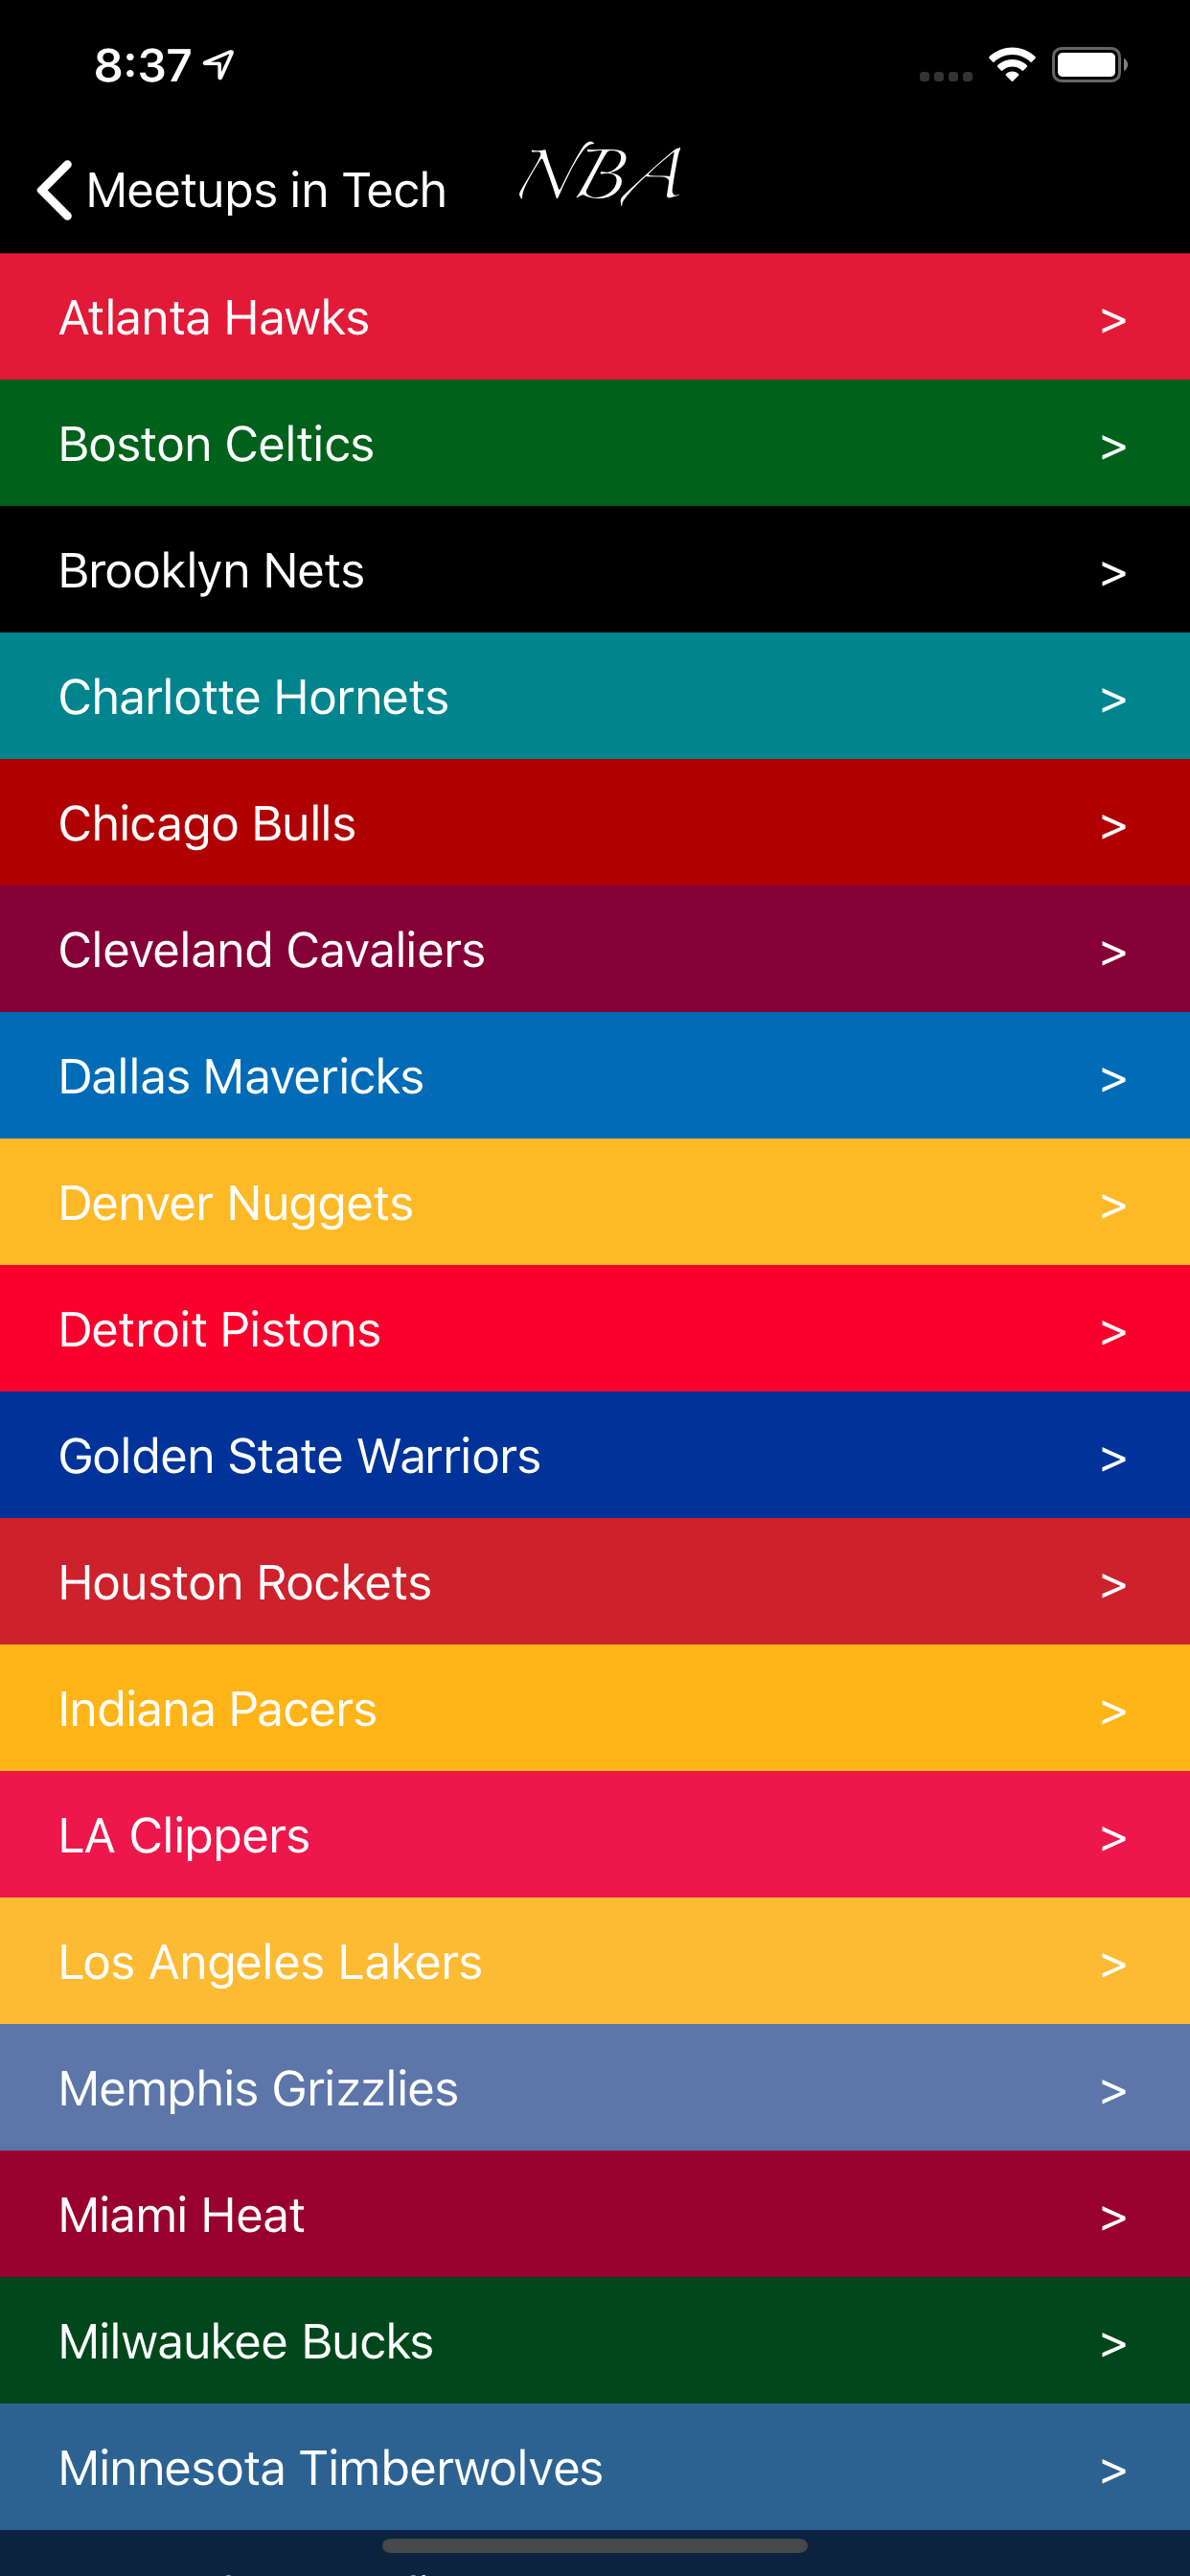 8:37
Meetups in Tech
NBA
Atlanta Hawks >
Boston Celtics >
Brooklyn Nets >
Charlotte Hornets >
Chicago Bulls >
Cleveland Cavaliers >
Dallas Mavericks >
Denver Nuggets >
Detroit Pistons >
Golden State Warriors >
Houston Rockets >
Indiana Pacers >
LA Clippers >
Los Angeles Lakers >
Memphis Grizzlies >
Miami Heat >
Milwaukee Bucks >
Minnesota Timberwolves >